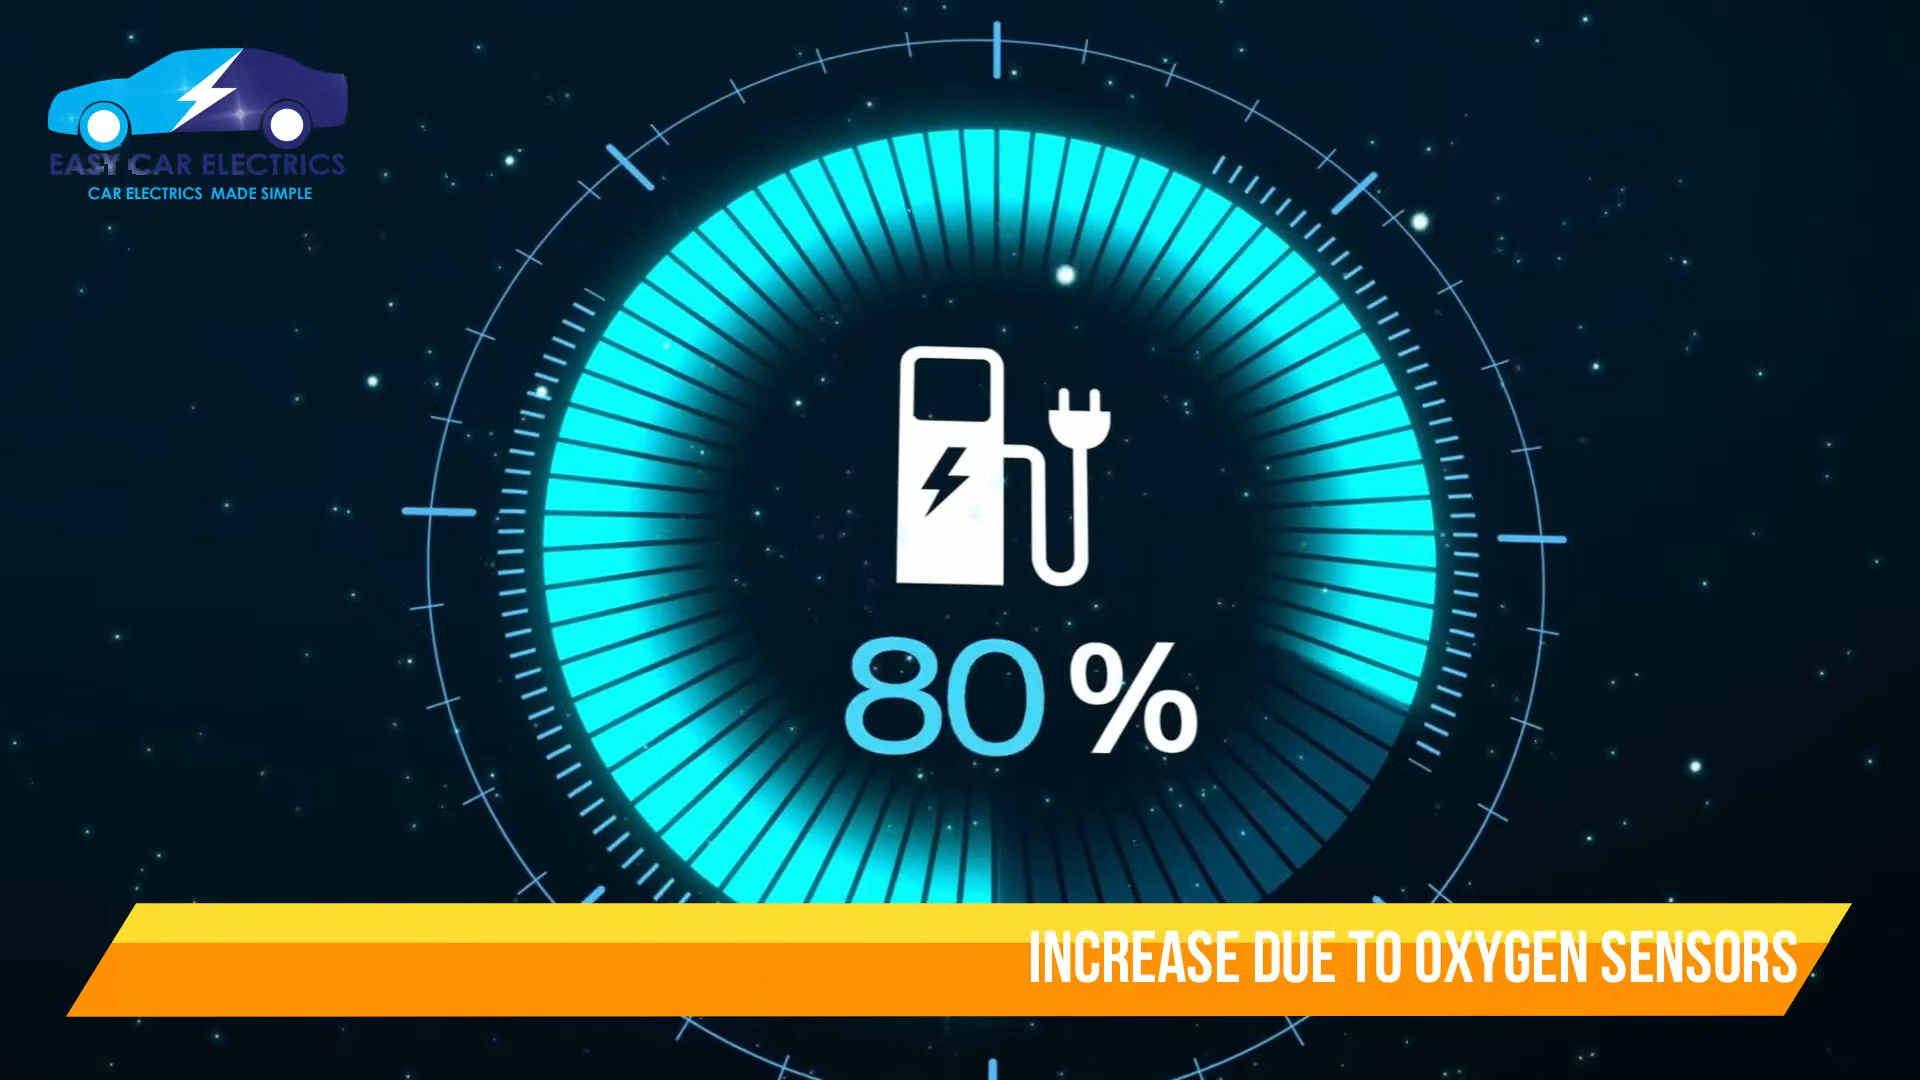 EASY CAR ELECTRICS
CAR ELECTRICS MADE SIMPLE
80 %
INCREASE DUE TO OXYGEN SENSORS